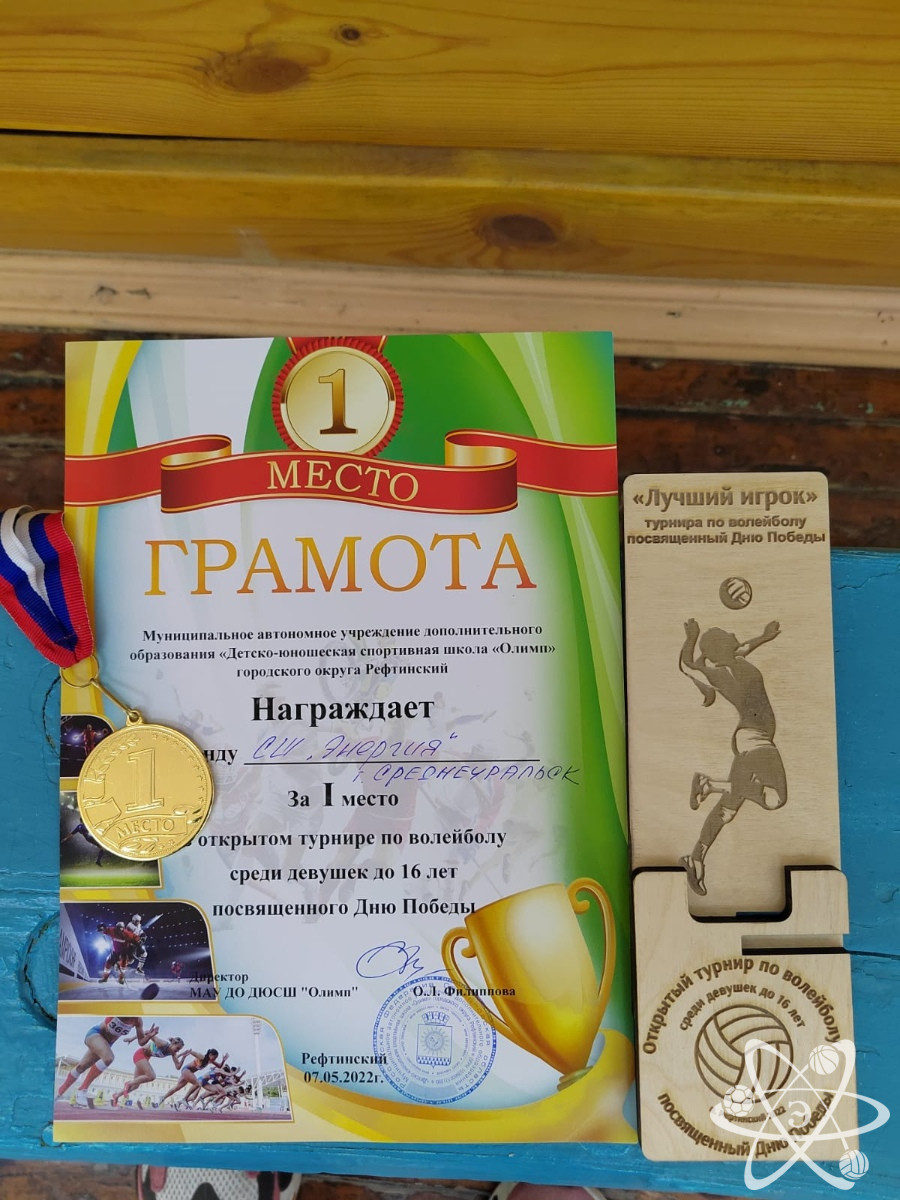 1
МЕСТО
ГРАМОТА
Муниципальное автономное учреждение дополнительного
образования «Детско-юношеская спортивная школа «Олимп»
городского округа Рефтинский
Награждает
нду СШ „Энергия"
г. СРЕДНЕУРАЛЬСК
За I место
в открытом турнире по волейболу
среди девушек до 16 лет
посвященного Дню Победы
Директор
МАУ ДО ДЮСШ "Олимп" О.Л. Филиппова
Рефтинский
07.05.2022г.
1
МЕСТО
365
«Лучший игрок»
турнира по волейболу
посвященный Дню Победы
Открытый турнир по волейболу
среди девушек до 16 лет
посвященный Дню Победы
Э